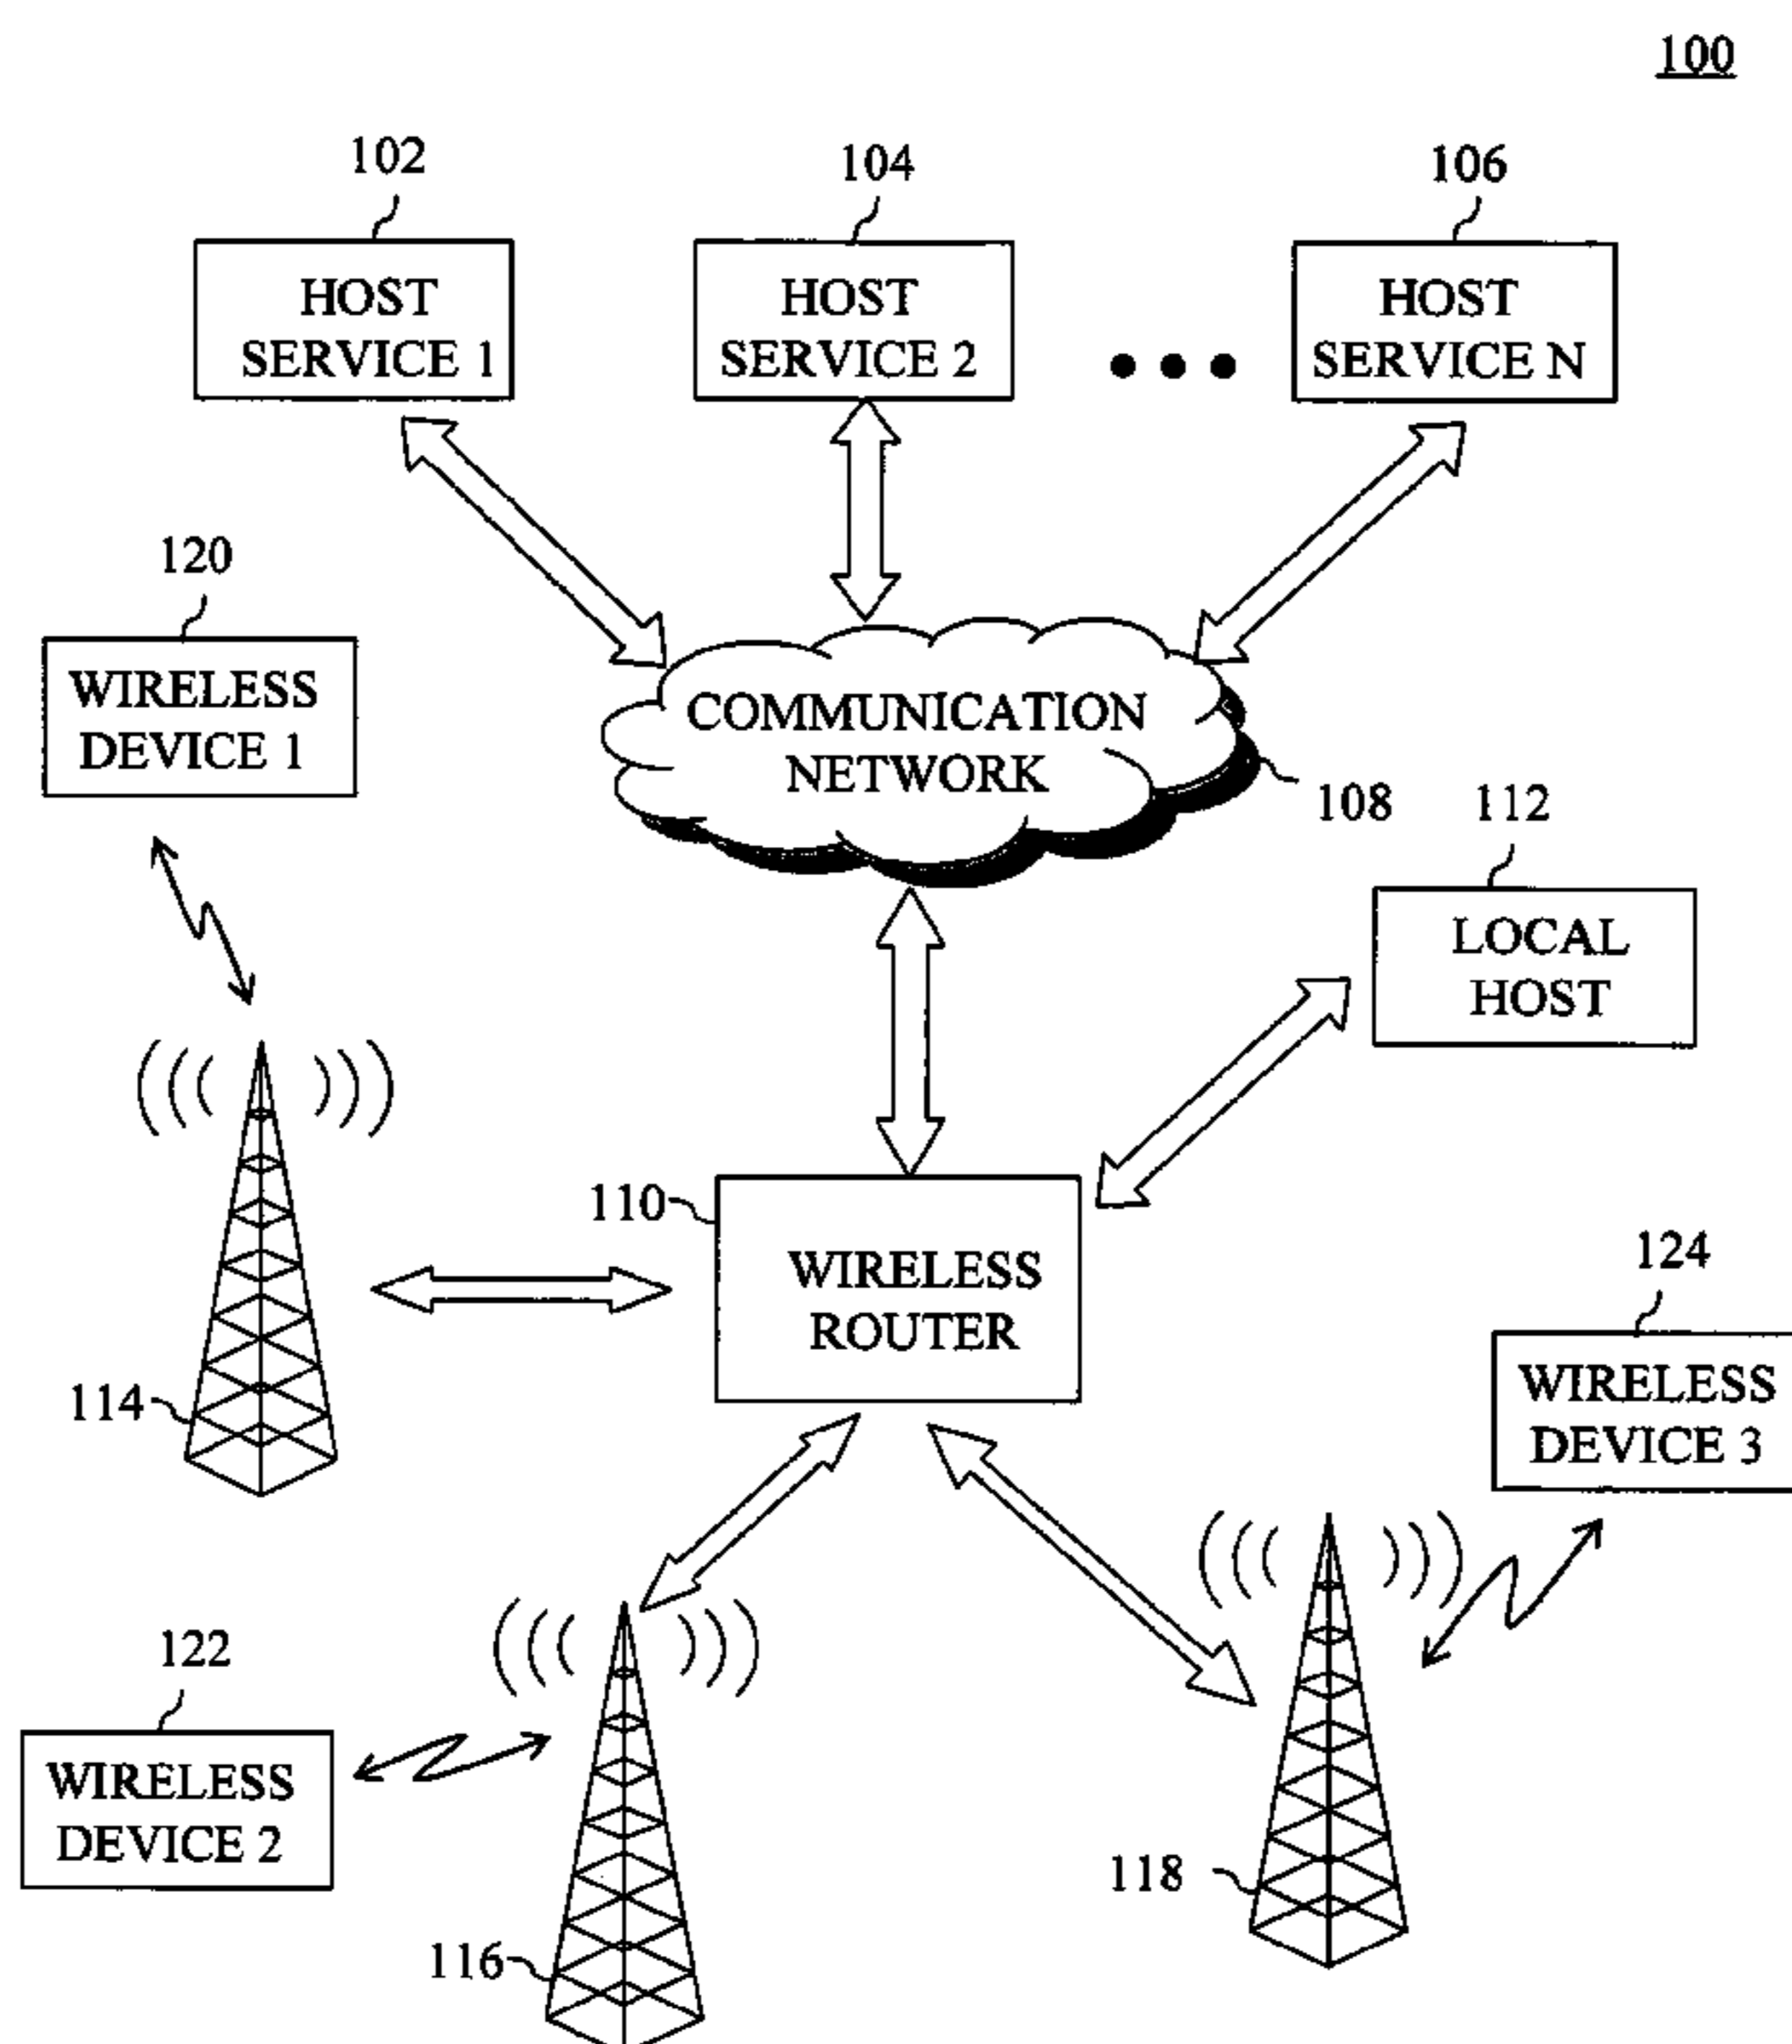 100
102
104
106
HOST
SERVICE 1
HOST
SERVICE 2
HOST
SERVICE N
120
WIRELESS
DEVICE 1
COMMUNICATION
NETWORK
108
112
LOCAL
HOST
110
WIRELESS
ROUTER
124
WIRELESS
DEVICE 3
114
122
WIRELESS
DEVICE 2
118
116